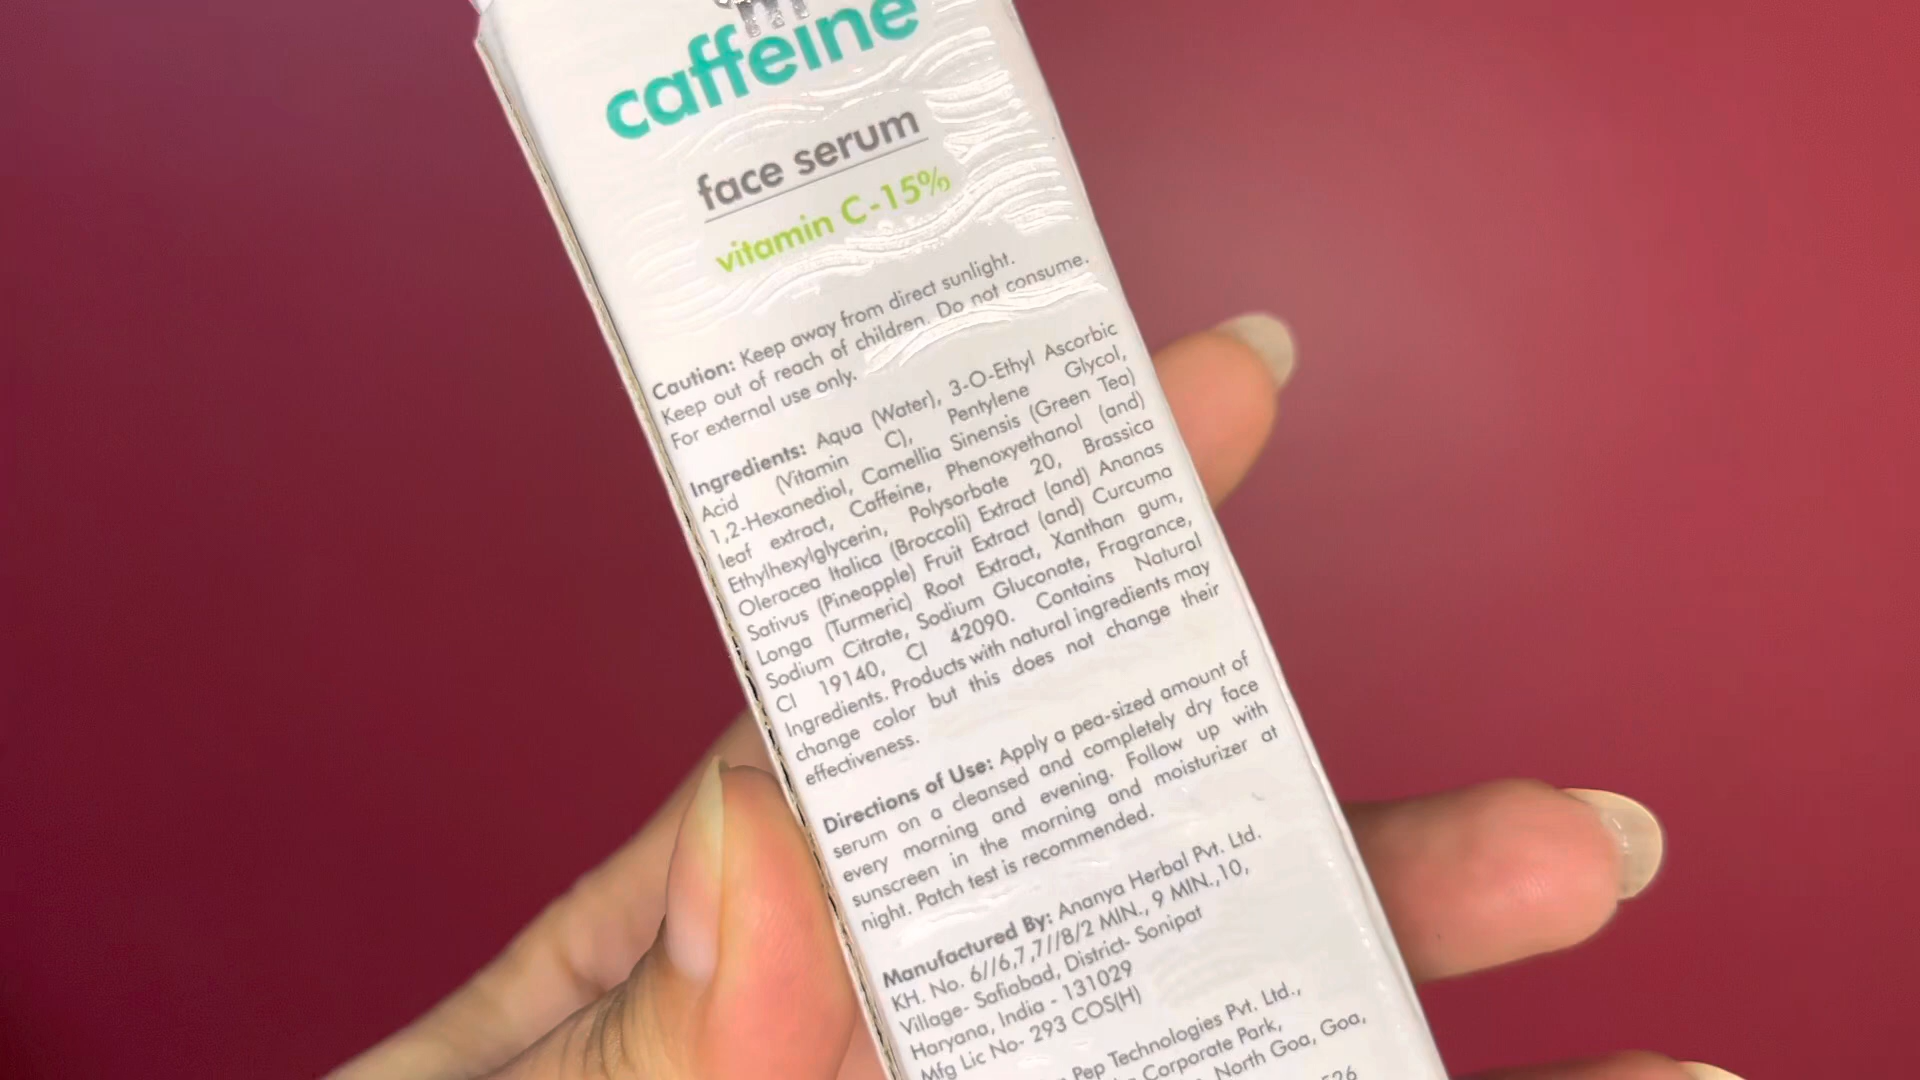 m
caffeine
face serum
vitamin C-15%
Caution: Keep away from direct sunlight.
Keep out of reach of children. Do not consume.
For external use only.
Ingredients: Aqua (Water), 3-O-Ethyl Ascorbic
Acid (Vitamin C), Pentylene Glycol,
1,2-Hexanediol, Camellia Sinensis (Green Tea)
leaf extract, Caffeine, Phenoxyethanol (and)
Ethylhexylglycerin, Polysorbate 20, Brassica
Oleracea Italica (Broccoli) Extract (and) Ananas
Sativus (Pineapple) Fruit Extract (and) Curcuma
Longa (Turmeric) Root Extract, Xanthan gum,
Sodium Citrate, Sodium Gluconate, Fragrance,
CI 19140, CI 42090. Contains Natural
Ingredients. Products with natural ingredients may
change color but this does not change their
effectiveness.
Directions of Use: Apply a pea-sized amount of
serum on a cleansed and completely dry face
every morning and evening. Follow up with
sunscreen in the morning and moisturizer at
night. Patch test is recommended.
Manufactured By: Ananya Herbal Pvt. Ltd.
KH. No. 6//6,7,7//8/2 MIN., 9 MIN.,10,
Village- Safiabad, District- Sonipat
Haryana, India - 131029
Mfg Lic No- 293 COS(H)
Pep Technologies Pvt. Ltd.,
Corporate Park,
North Goa, Goa,